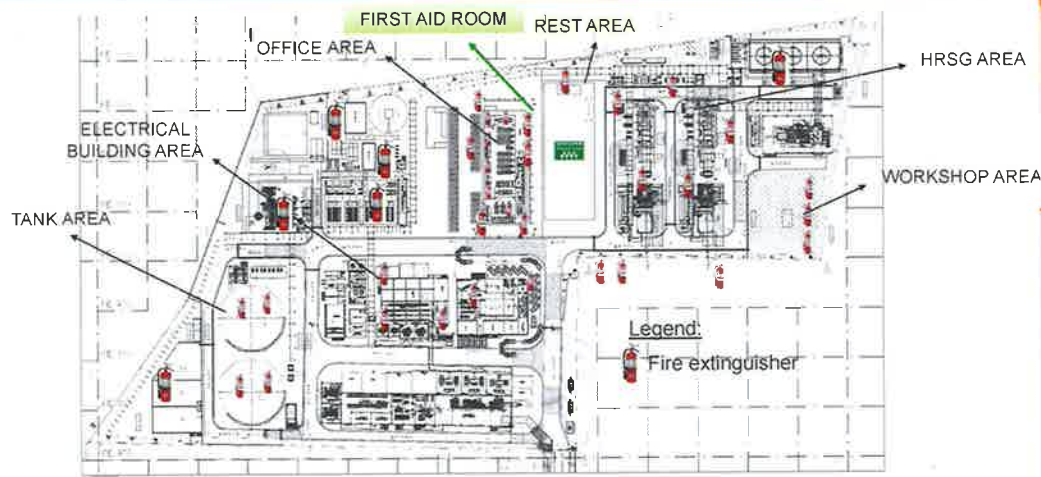 FIRST AID ROOM
REST AREA
OFFICE AREA
HRSG AREA
ELECTRICAL
BUILDING AREA
WORKSHOP AREA
TANK AREA
Legend:
Fire extinguisher